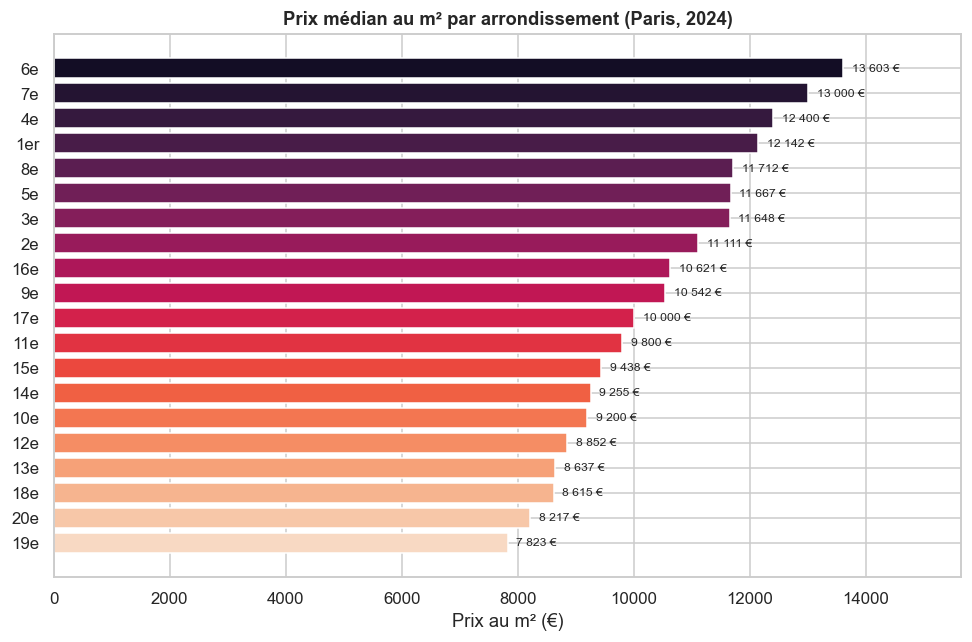 Prix médian au m² par arrondissement (Paris, 2024)
6e 13 603 €
7e 13 000 €
4e 12 400 €
1er 12 142 €
8e 11 712 €
5e 11 667 €
3e 11 648 €
2e 11 111 €
16e 10 621 €
9e 10 542 €
17e 10 000 €
11e 9 800 €
15e 9 438 €
14e 9 255 €
10e 9 200 €
12e 8 852 €
13e 8 637 €
18e 8 615 €
20e 8 217 €
19e 7 823 €
0 2000 4000 6000 8000 10000 12000 14000
Prix au m² (€)